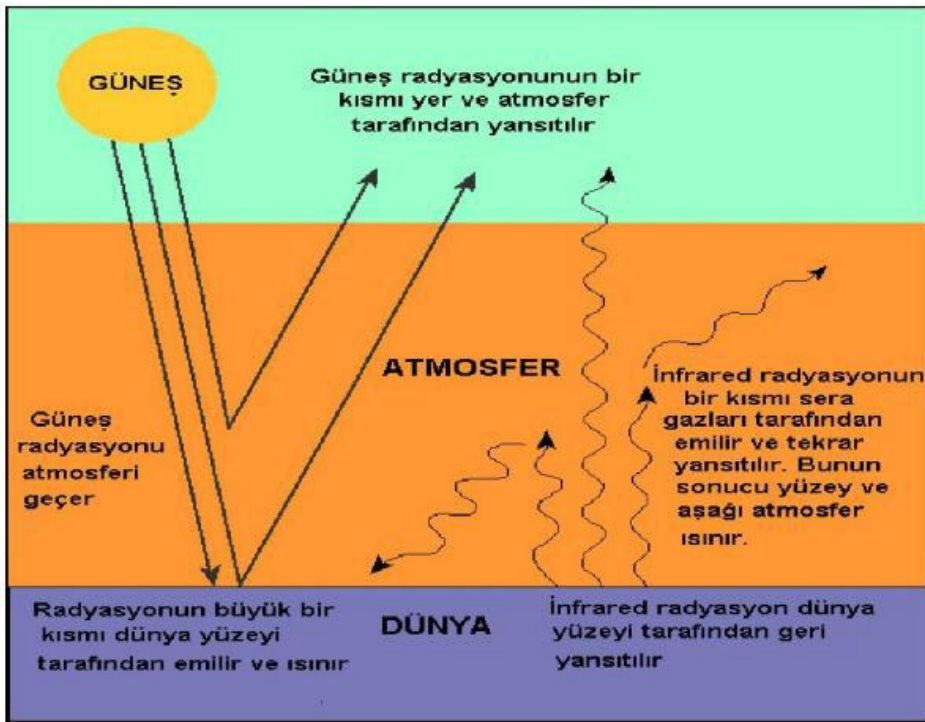 GÜNEŞ
Güneş radyasyonunun bir
kısmı yer ve atmosfer
tarafından yansıtılır
ATMOSFER
Güneş
radyasyonu
atmosferi
geçer
İnfrared radyasyonun
bir kısmı sera
gazları tarafından
emilir ve tekrar
yansıtılır. Bunun
sonucu yüzey ve
aşağı atmosfer
ısınır.
Radyasyonun büyük bir
kısmı dünya yüzeyi
tarafından emilir ve ısınır
DÜNYA
İnfrared radyasyon dünya
yüzeyi tarafından geri
yansıtılır